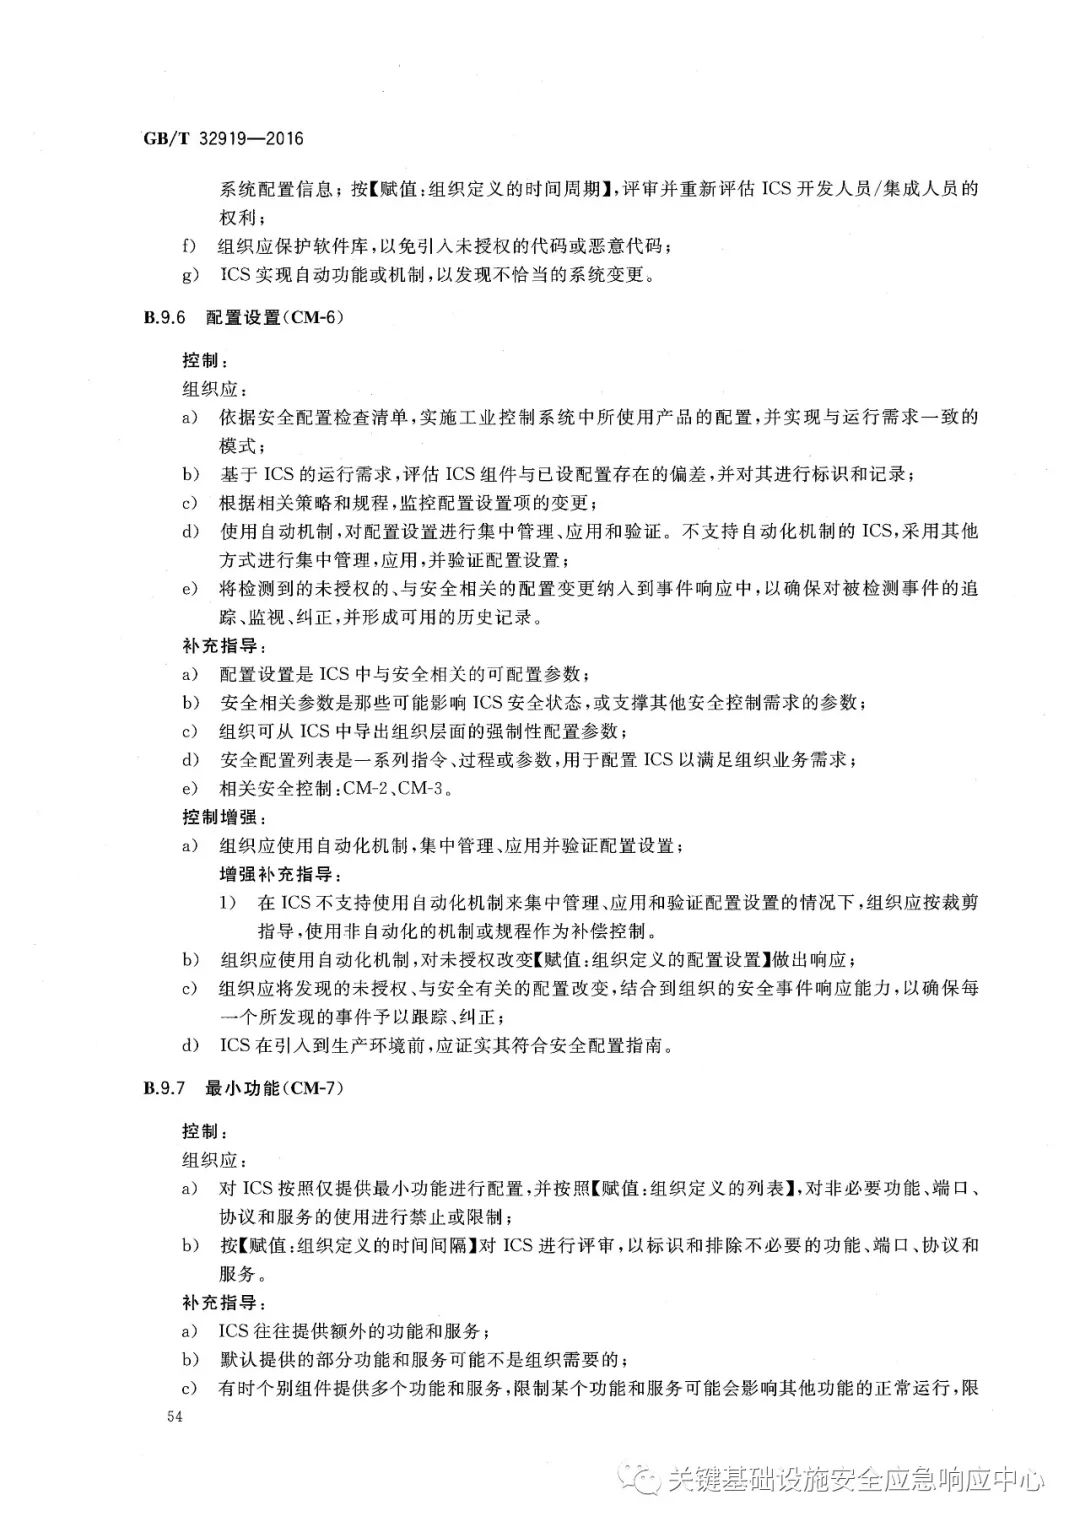 GB/T 32919—2016
系统配置信息；按【赋值:组织定义的时间周期】,评审并重新评估 ICS 开发人员/集成人员的
权利；
f) 组织应保护软件库,以免引入未授权的代码或恶意代码；
g) ICS 实现自动功能或机制,以发现不恰当的系统变更。
B.9.6 配置设置(CM-6)
控制：
组织应：
a) 依据安全配置检查清单,实施工业控制系统中所使用产品的配置,并实现与运行需求一致的
模式；
b) 基于 ICS 的运行需求,评估 ICS 组件与已设配置存在的偏差,并对其进行标识和记录；
c) 根据相关策略和规程,监控配置设置项的变更；
d) 使用自动机制,对配置设置进行集中管理、应用和验证。不支持自动化机制的 ICS,采用其他
方式进行集中管理,应用,并验证配置设置；
e) 将检测到的未授权的、与安全相关的配置变更纳入到事件响应中,以确保对被检测事件的追
踪、监视、纠正,并形成可用的历史记录。
补充指导：
a) 配置设置是 ICS 中与安全相关的可配置参数；
b) 安全相关参数是那些可能影响 ICS 安全状态,或支撑其他安全控制需求的参数；
c) 组织可从 ICS 中导出组织层面的强制性配置参数；
d) 安全配置列表是一系列指令、过程或参数,用于配置 ICS 以满足组织业务需求；
e) 相关安全控制:CM-2、CM-3。
控制增强：
a) 组织应使用自动化机制,集中管理、应用并验证配置设置；
增强补充指导：
1) 在 ICS 不支持使用自动化机制来集中管理、应用和验证配置设置的情况下,组织应按裁剪
指导,使用非自动化的机制或规程作为补偿控制。
b) 组织应使用自动化机制,对未授权改变【赋值:组织定义的配置设置】做出响应；
c) 组织应将发现的未授权、与安全有关的配置改变,结合到组织的安全事件响应能力,以确保每
一个所发现的事件予以跟踪、纠正；
d) ICS 在引入到生产环境前,应证实其符合安全配置指南。
B.9.7 最小功能(CM-7)
控制：
组织应：
a) 对 ICS 按照仅提供最小功能进行配置,并按照【赋值:组织定义的列表】,对非必要功能、端口、
协议和服务的使用进行禁止或限制；
b) 按【赋值:组织定义的时间间隔】对 ICS 进行评审,以标识和排除不必要的功能、端口、协议和
服务。
补充指导：
a) ICS 往往提供额外的功能和服务；
b) 默认提供的部分功能和服务可能不是组织需要的；
c) 有时个别组件提供多个功能和服务,限制某个功能和服务可能会影响其他功能的正常运行,限
54
关键基础设施安全应急响应中心